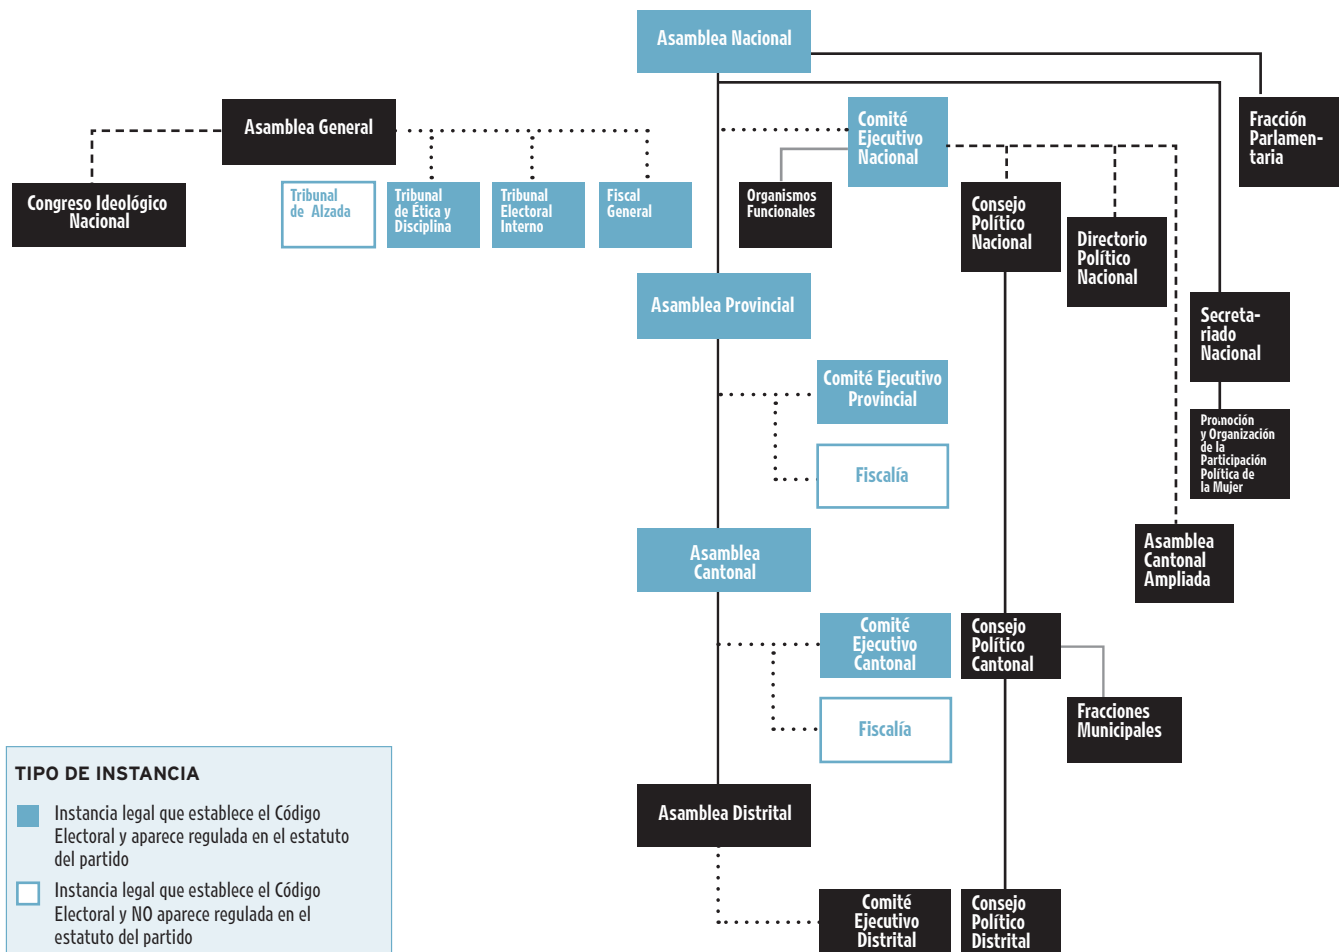 Asamblea Nacional
Asamblea General
Comité
Ejecutivo
Nacional
Fracción
Parlamen-
taria
Congreso Ideológico
Nacional
Tribunal
de Alzada
Tribunal
de Ética y
Disciplina
Tribunal
Electoral
Interno
Fiscal
General
Organismos
Funcionales
Consejo
Político
Nacional
Directorio
Político
Nacional
Asamblea Provincial
Secreta-
riado
Nacional
Comité Ejecutivo
Provincial
Promoción
y Organización
de la
Participación
Política de
la Mujer
Fiscalía
Asamblea
Cantonal
Asamblea
Cantonal
Ampliada
Comité
Ejecutivo
Cantonal
Consejo
Político
Cantonal
Fiscalía
Fracciones
Municipales
Asamblea Distrital
Comité
Ejecutivo
Distrital
Consejo
Político
Distrital
TIPO DE INSTANCIA
Instancia legal que establece el Código
Electoral y aparece regulada en el estatuto
del partido
Instancia legal que establece el Código
Electoral y NO aparece regulada en el
estatuto del partido